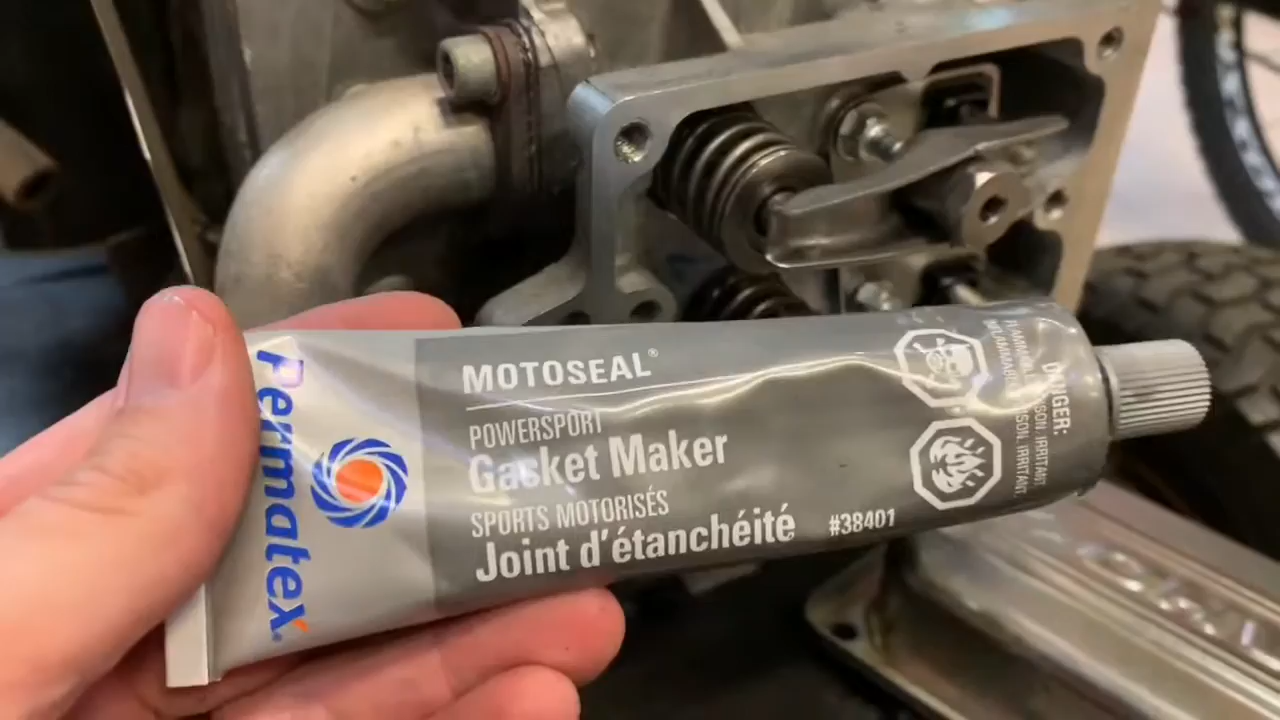 Permatex®
MOTOSEAL®
POWERSPORT
Gasket Maker
SPORTS MOTORISÉS
Joint d'étanchéité
#38401
DANGER: